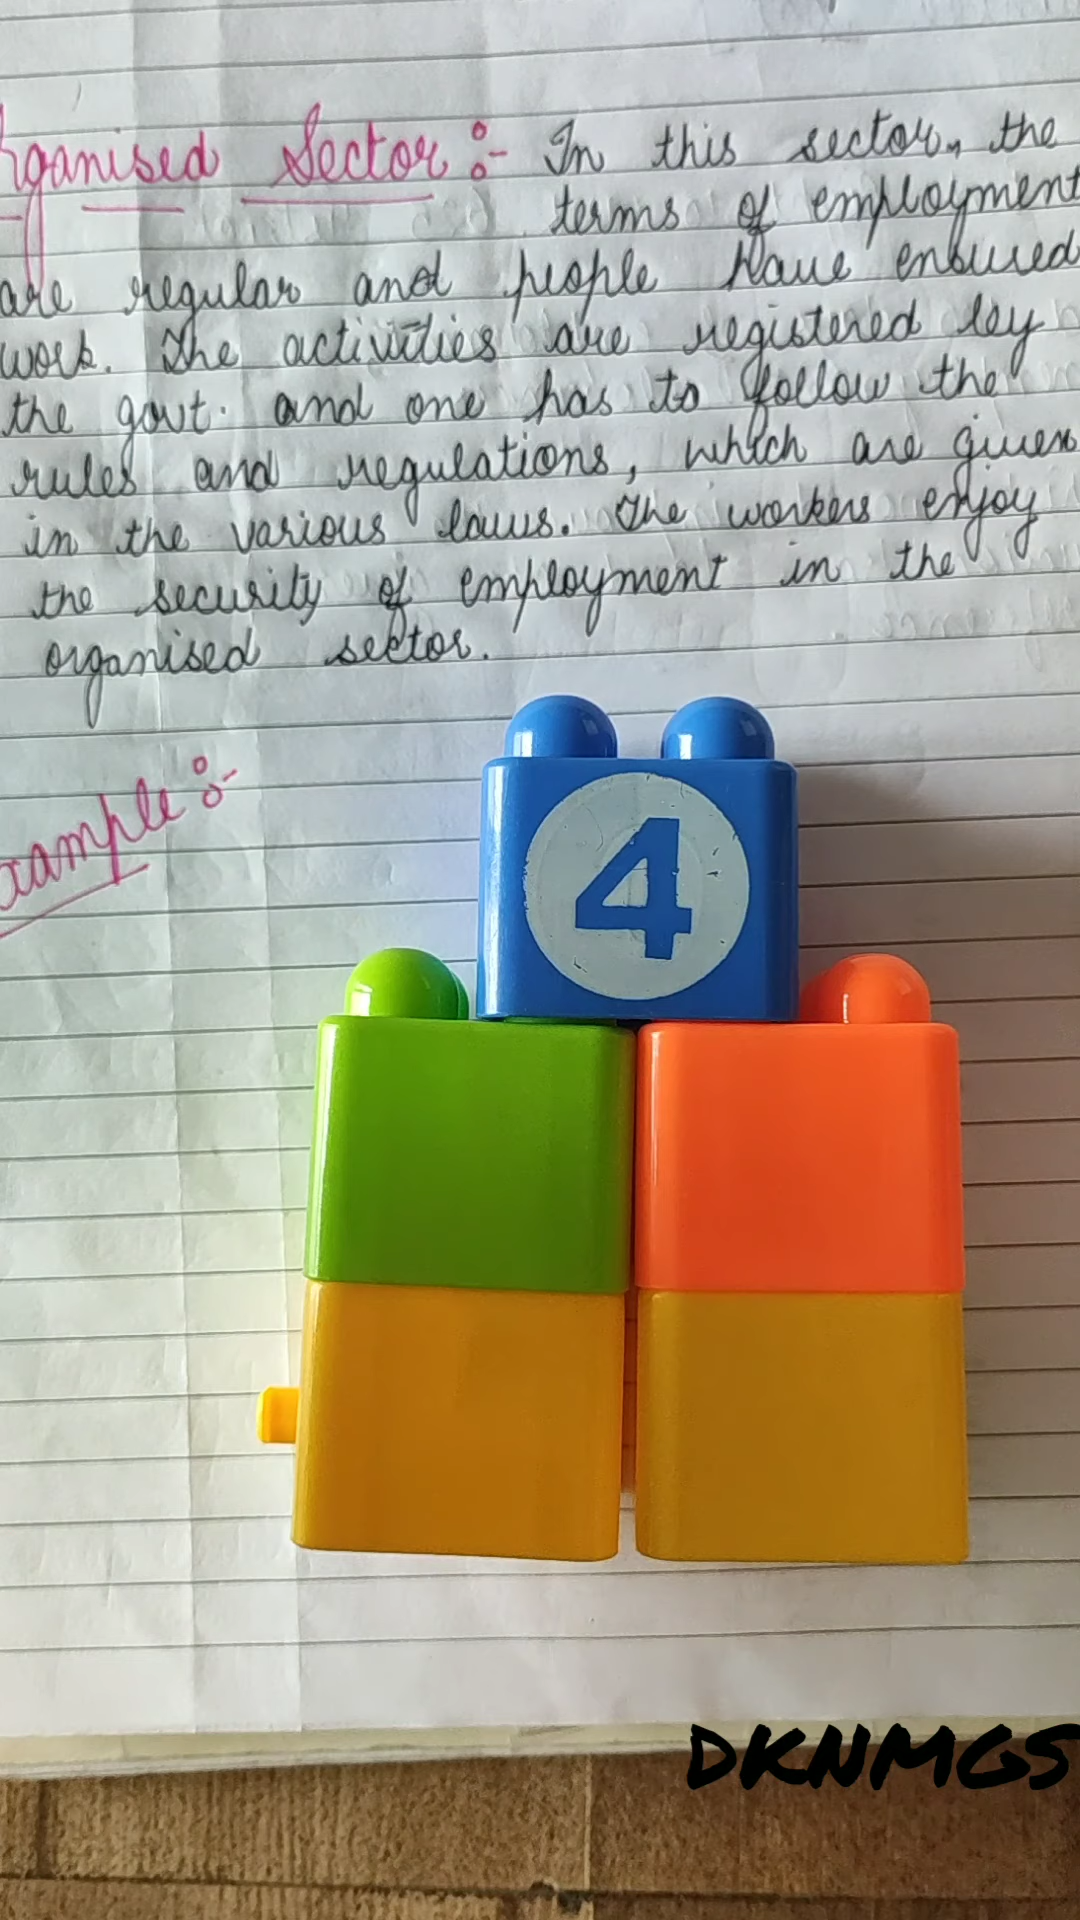 rganised Sector :- In this sector, the
terms of employment
are regular and people have ensured
work. The activities are registered by
the govt. and one has to follow the
rules and regulations, which are given
in the various laws. The workers enjoy
the security of employment in the
organised sector.
xample :-
4
DKNMGS